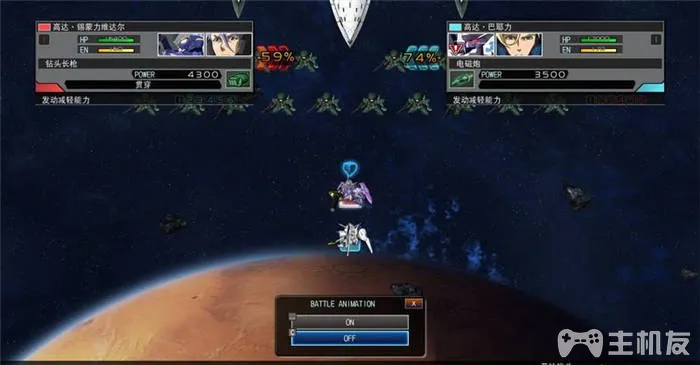 高达·锡蒙力维达尔
HP
EN
钻头长枪
POWER 4300
贯穿
发动减轻能力
59%
74%
高达·巴耶力
HP
EN
电磁炮
POWER 3500
发动减轻能力
BATTLE ANIMATION
X
ON
OFF
主机友